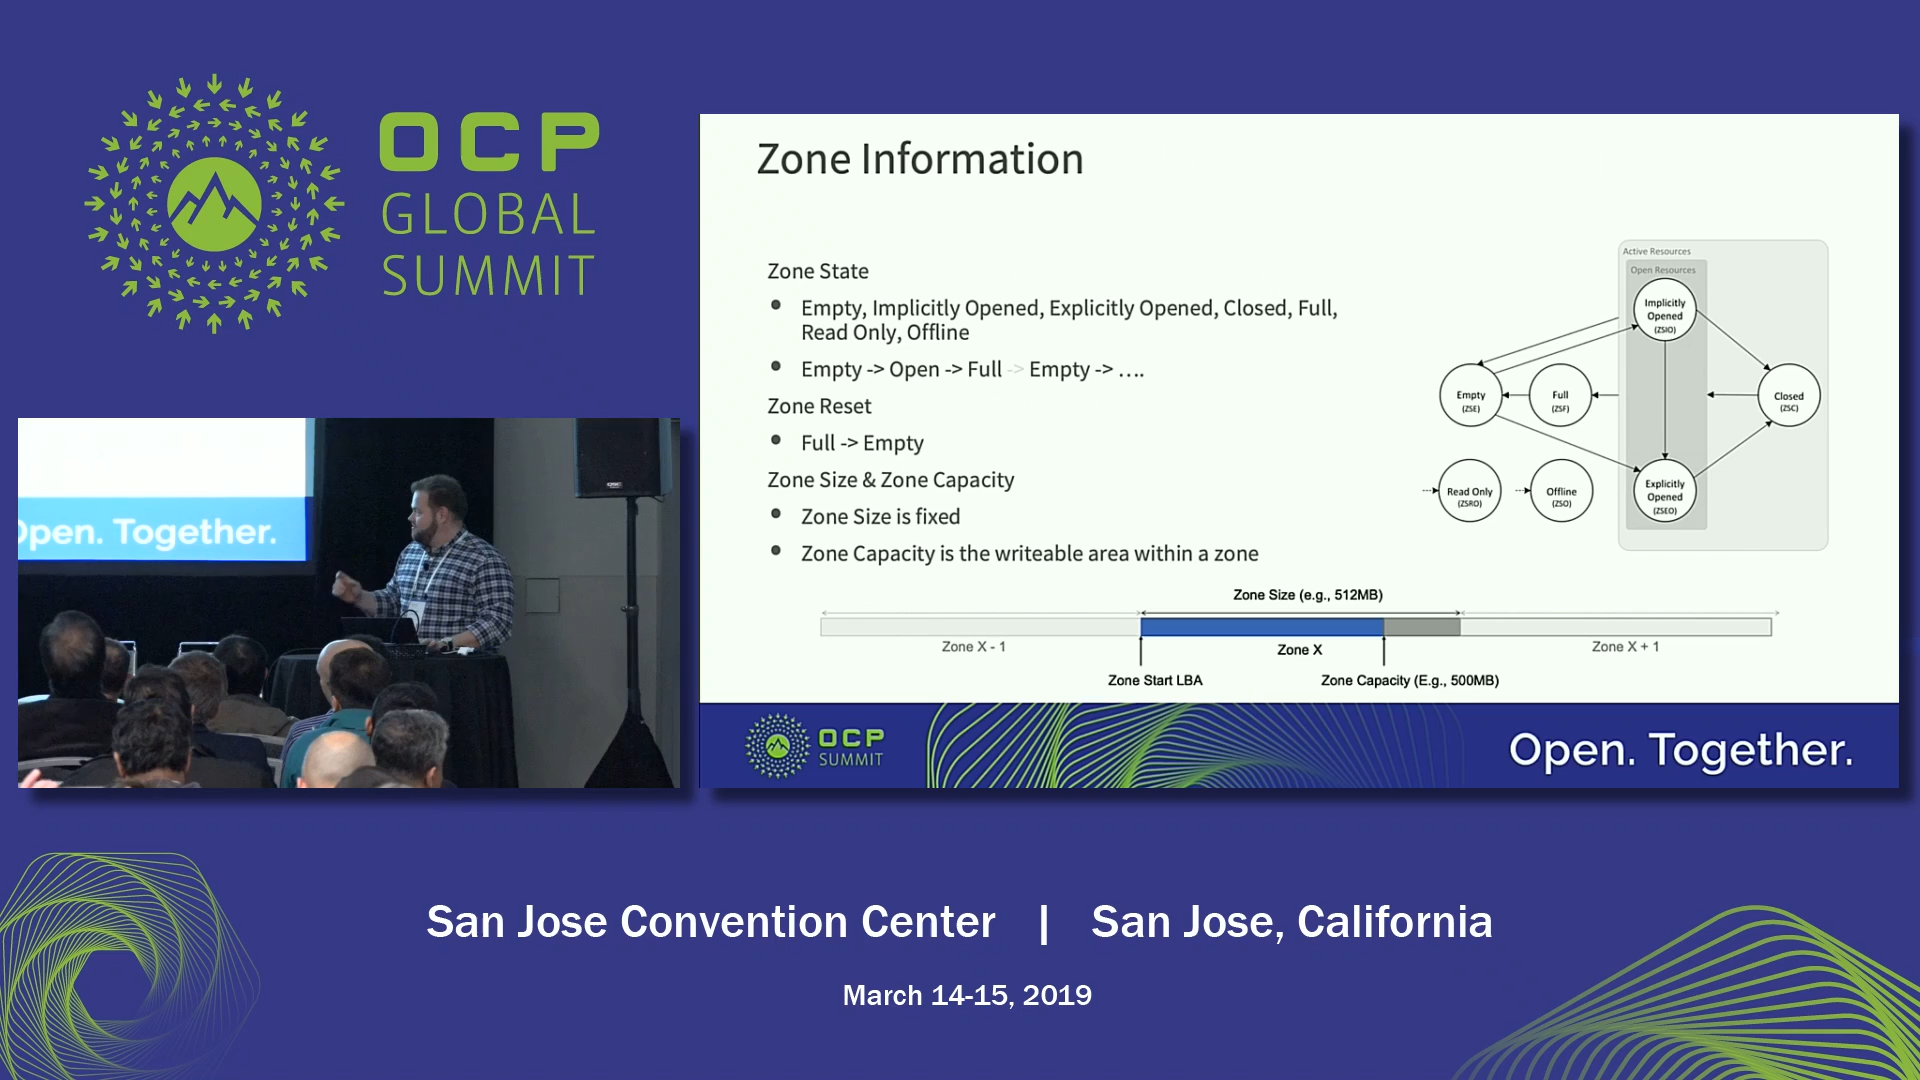 OCP
GLOBAL
SUMMIT
Open. Together.
Zone Information
Zone State
Empty, Implicitly Opened, Explicitly Opened, Closed, Full,
Read Only, Offline
Empty -> Open -> Full -> Empty -> ....
Zone Reset
Full -> Empty
Zone Size & Zone Capacity
Zone Size is fixed
Zone Capacity is the writeable area within a zone
Active Resources
Open Resources
Implicitly
Opened
(ZSIO)
Empty
(ZSE)
Full
(ZSF)
Closed
(ZSC)
Read Only
(ZSRO)
Offline
(ZSO)
Explicitly
Opened
(ZSEO)
Zone Size (e.g., 512MB)
Zone X - 1
Zone X
Zone X + 1
Zone Start LBA
Zone Capacity (E.g., 500MB)
OCP
SUMMIT
Open. Together.
San Jose Convention Center | San Jose, California
March 14-15, 2019